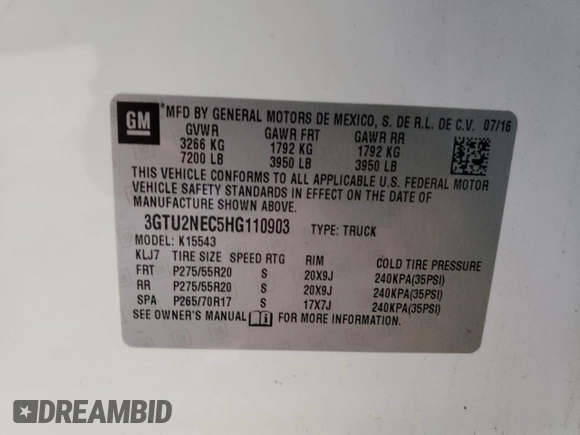 GM *MFD BY GENERAL MOTORS DE MEXICO, S. DE R.L. DE C.V. 07/16
GVWR GAWR FRT GAWR RR
3266 KG 1792 KG 1792 KG
7200 LB 3950 LB 3950 LB
THIS VEHICLE CONFORMS TO ALL APPLICABLE U.S. FEDERAL MOTOR
VEHICLE SAFETY STANDARDS IN EFFECT ON THE DATE OF
MANUFACTURE SHOWN ABOVE.
3GTU2NEC5HG110903 TYPE: TRUCK
MODEL: K15543
KLJ7 TIRE SIZE SPEED RTG RIM COLD TIRE PRESSURE
FRT P275/55R20 S 20X9J 240KPA(35PSI)
RR P275/55R20 S 20X9J 240KPA(35PSI)
SPA P265/70R17 S 17X7J 240KPA(35PSI)
SEE OWNER'S MANUAL FOR MORE INFORMATION.
DREAMBID